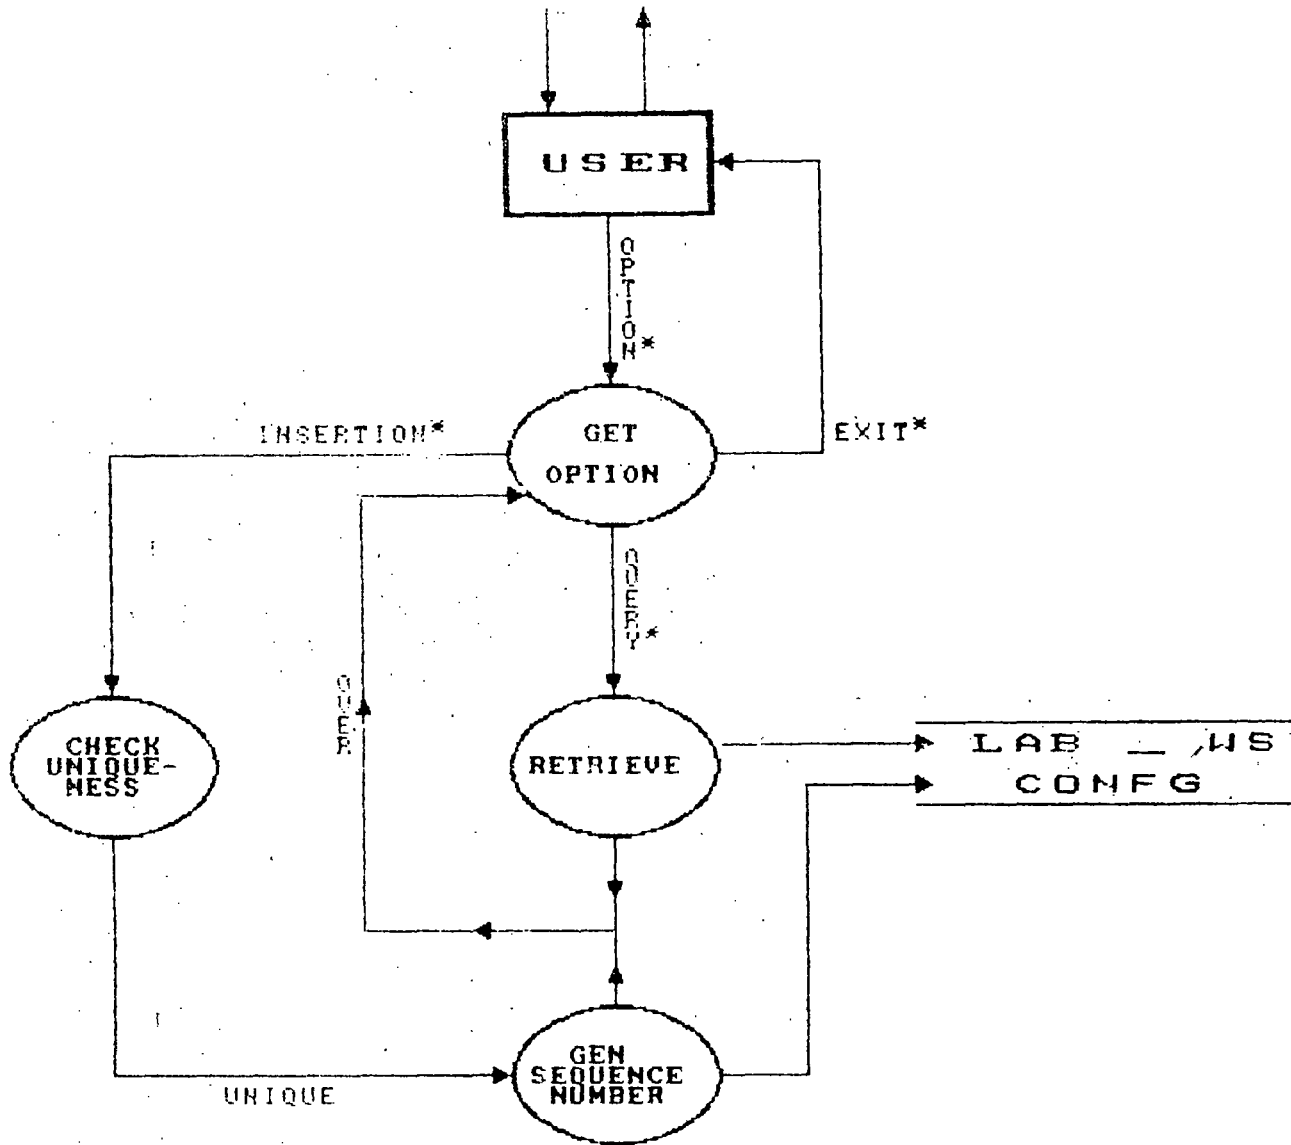 USER
OPTION*
INSERTION*
GET
OPTION
EXIT*
QUERY*
OVER
CHECK
UNIQUE-
NESS
RETRIEVE
LAB _ WS
CONFG
GEN
SEQUENCE
NUMBER
UNIQUE